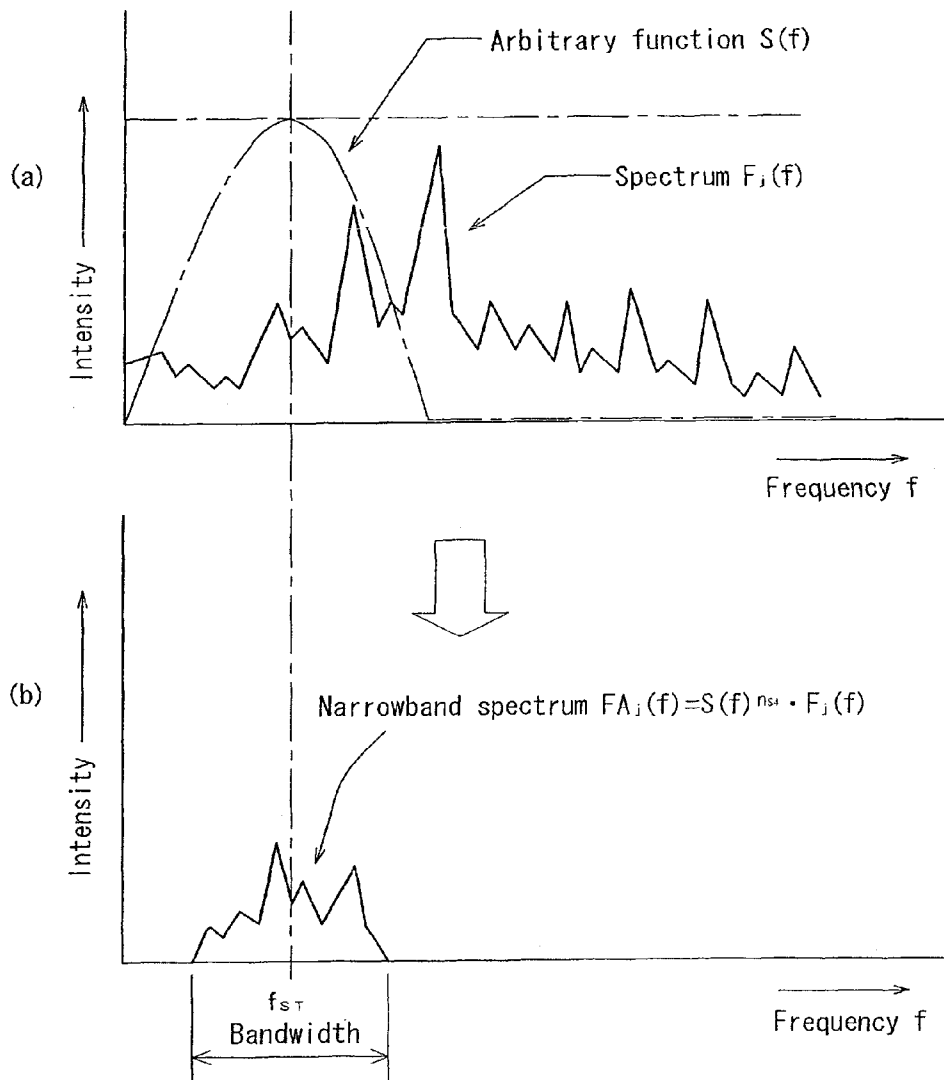 Arbitrary function S(f)
(a)
Spectrum Fj(f)
Intensity
Frequency f
(b)
Narrowband spectrum FAj(f)=S(f)ns4・Fj(f)
Intensity
fST
Bandwidth
Frequency f